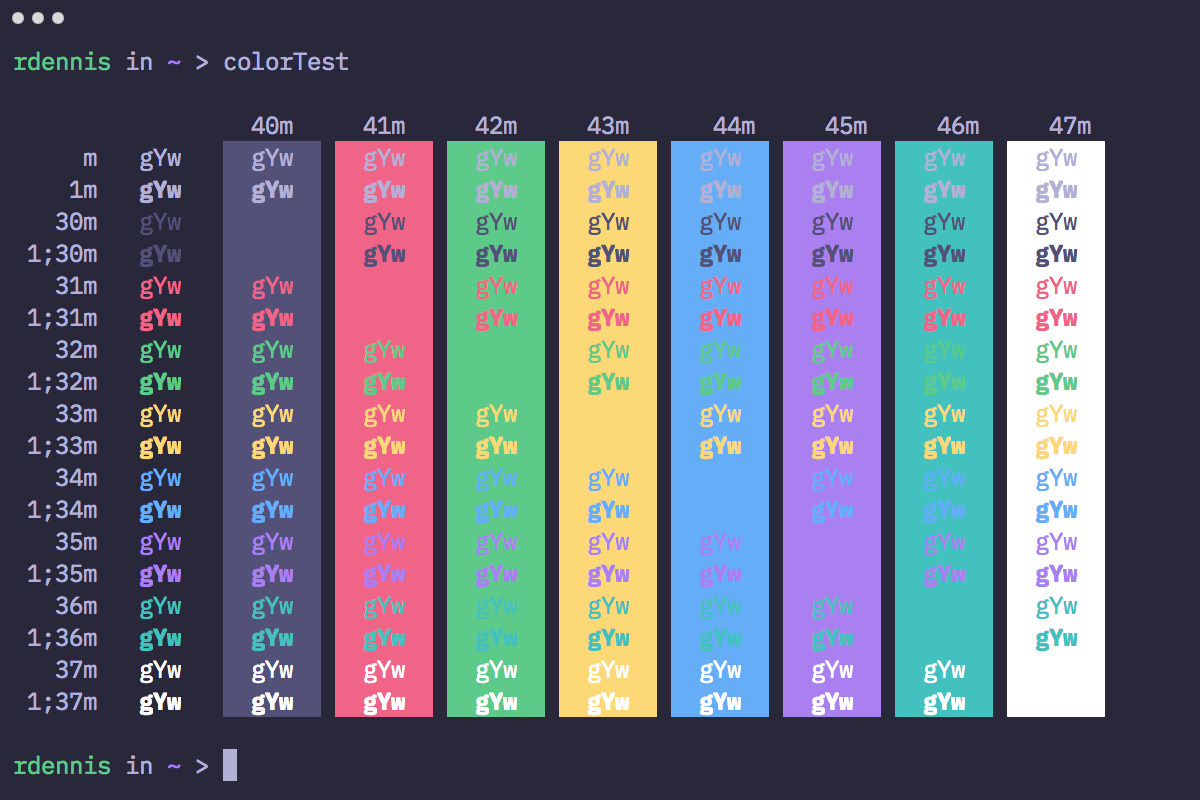 rdennis in ~ > colorTest
40m 41m 42m 43m 44m 45m 46m 47m
m gYw gYw gYw gYw gYw gYw gYw gYw gYw
1m gYw gYw gYw gYw gYw gYw gYw gYw gYw
30m gYw gYw gYw gYw gYw gYw gYw gYw
1;30m gYw gYw gYw gYw gYw gYw gYw gYw
31m gYw gYw gYw gYw gYw gYw gYw gYw
1;31m gYw gYw gYw gYw gYw gYw gYw gYw
32m gYw gYw gYw gYw gYw gYw gYw gYw
1;32m gYw gYw gYw gYw gYw gYw gYw gYw
33m gYw gYw gYw gYw gYw gYw gYw gYw
1;33m gYw gYw gYw gYw gYw gYw gYw gYw
34m gYw gYw gYw gYw gYw gYw gYw gYw
1;34m gYw gYw gYw gYw gYw gYw gYw gYw
35m gYw gYw gYw gYw gYw gYw gYw gYw
1;35m gYw gYw gYw gYw gYw gYw gYw gYw
36m gYw gYw gYw gYw gYw gYw gYw gYw
1;36m gYw gYw gYw gYw gYw gYw gYw gYw
37m gYw gYw gYw gYw gYw gYw gYw gYw
1;37m gYw gYw gYw gYw gYw gYw gYw gYw
rdennis in ~ >